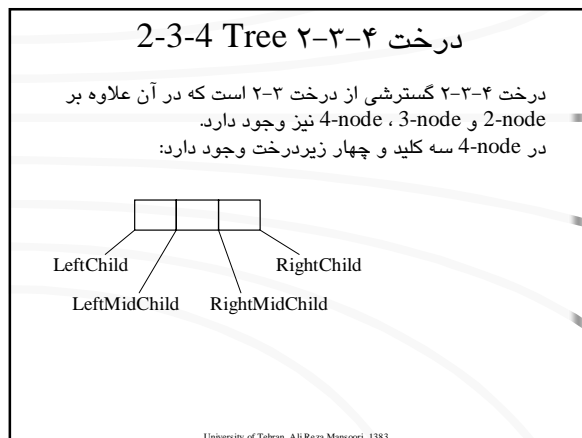 درخت ۴-۳-۲ 2-3-4 Tree
درخت ۴-۳-۲ گسترشی از درخت ۳-۲ است که در آن علاوه بر
2-node و 3-node ، 4-node نیز وجود دارد.
در 4-node سه کلید و چهار زیردرخت وجود دارد:
LeftChild RightChild
LeftMidChild RightMidChild
University of Tehran, Ali Reza Mansoori, 1383